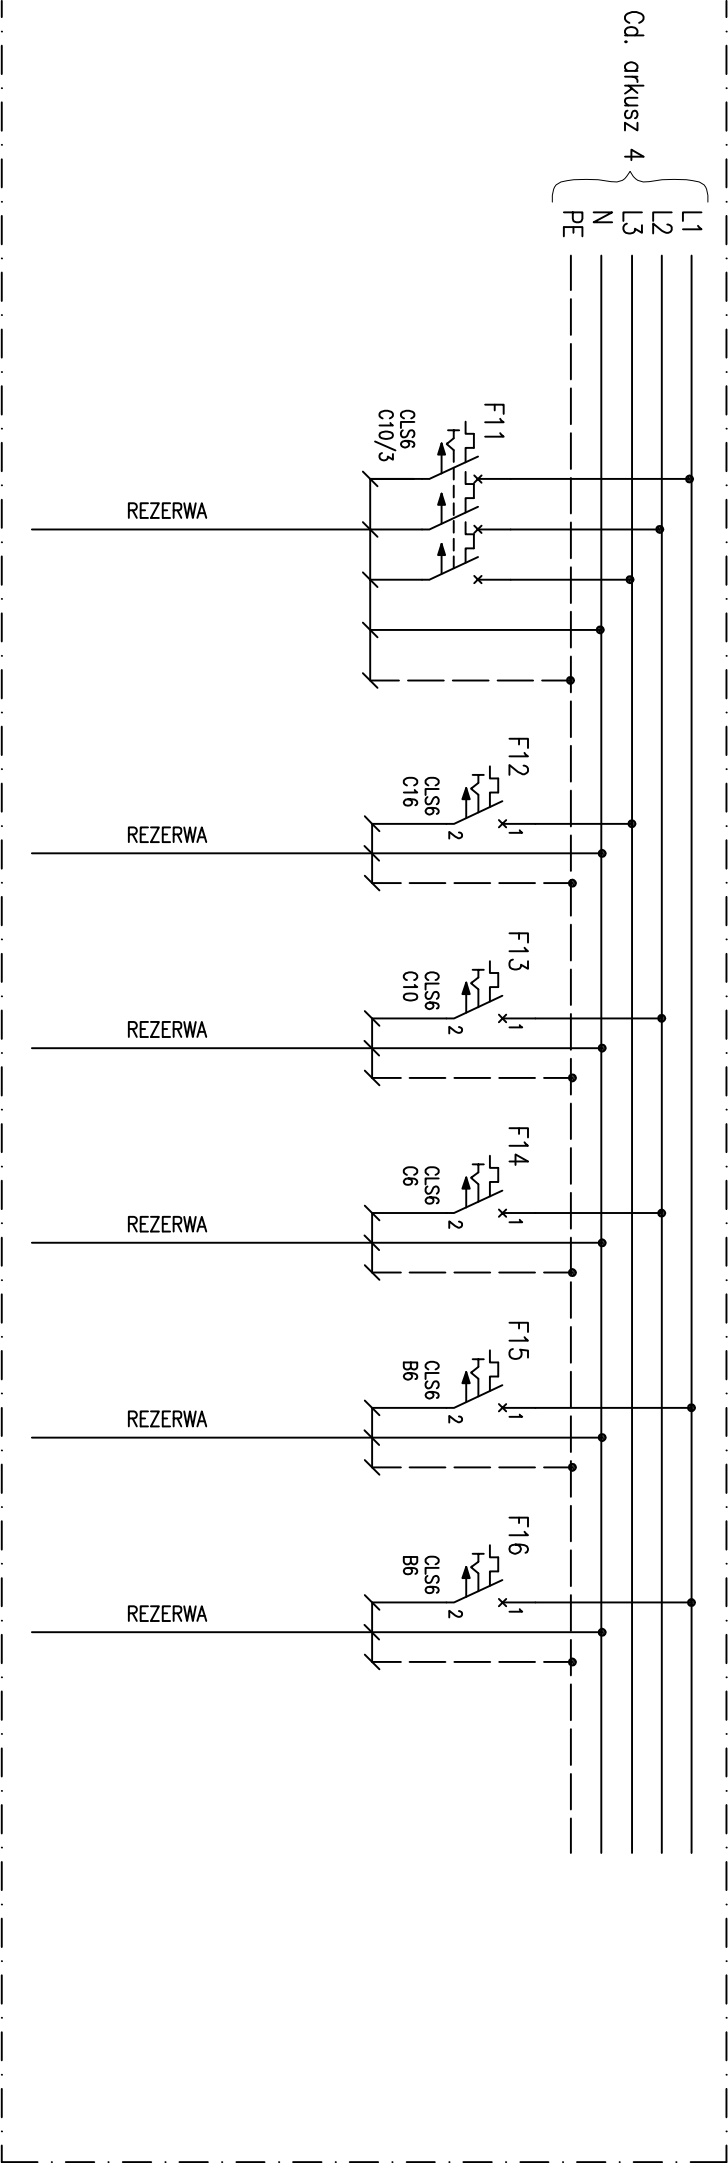 Cd. arkusz 4
L1
L2
L3
N
PE
F11
CLS6
C10/3
REZERWA
F12
1
2
CLS6
C16
REZERWA
F13
1
2
CLS6
C10
REZERWA
F14
1
2
CLS6
C6
REZERWA
F15
1
2
CLS6
B6
REZERWA
F16
1
2
CLS6
B6
REZERWA